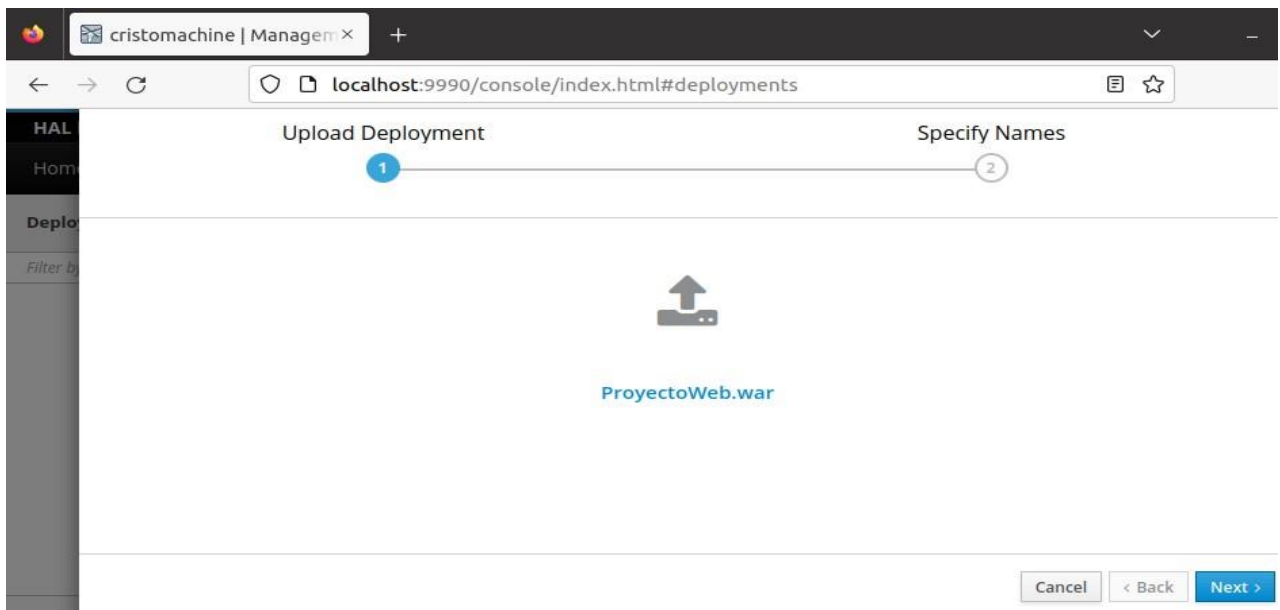 cristomachine | Managem
localhost:9990/console/index.html#deployments
HAL
Upload Deployment
Specify Names
Hom
1
2
Deplo
Filter by
ProyectoWeb.war
Cancel
< Back
Next >